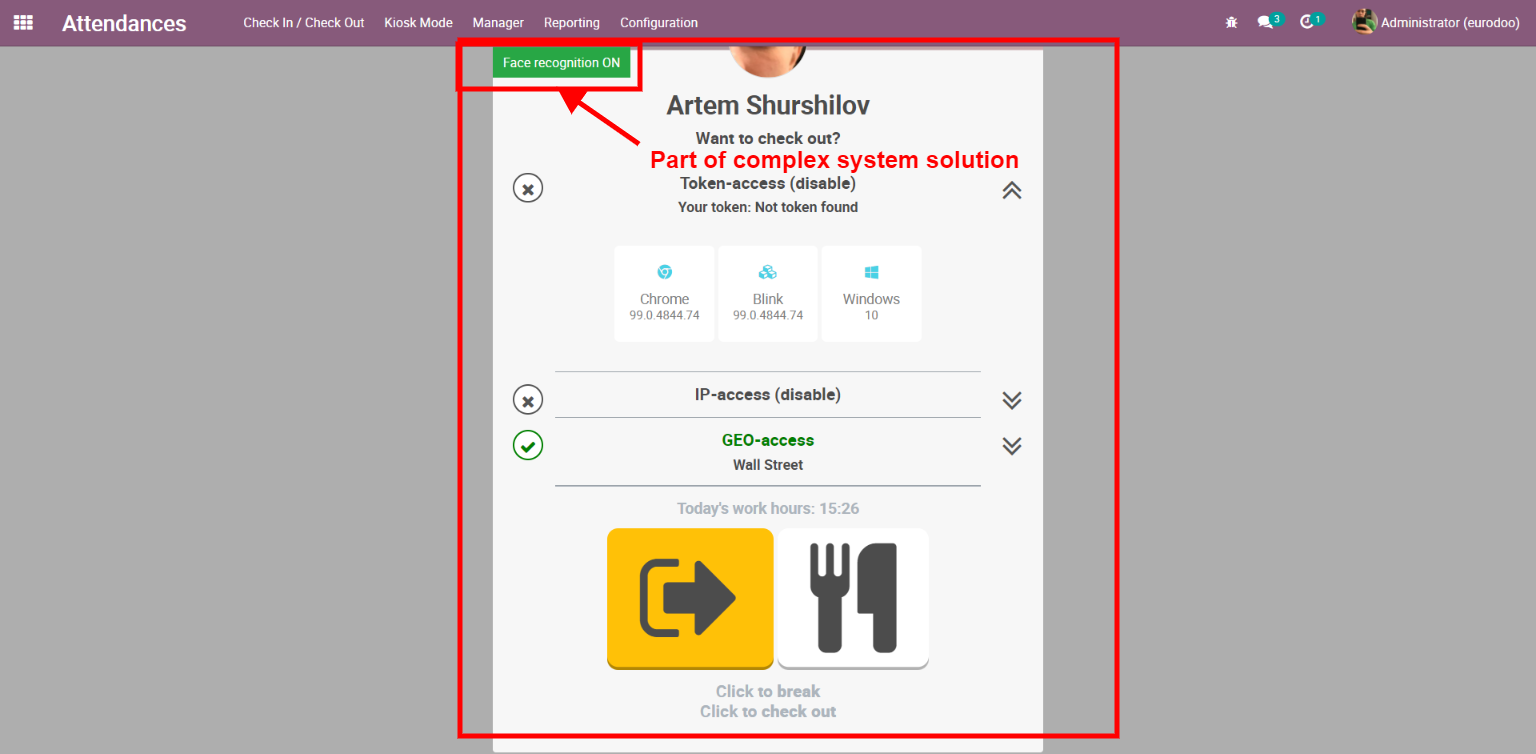 Attendances
Check In / Check Out
Kiosk Mode
Manager
Reporting
Configuration
3
1
Administrator (eurodoo)
Face recognition ON
Artem Shurshilov
Want to check out?
Part of complex system solution
Token-access (disable)
Your token: Not token found
Chrome
99.0.4844.74
Blink
99.0.4844.74
Windows
10
IP-access (disable)
GEO-access
Wall Street
Today's work hours: 15:26
Click to break
Click to check out